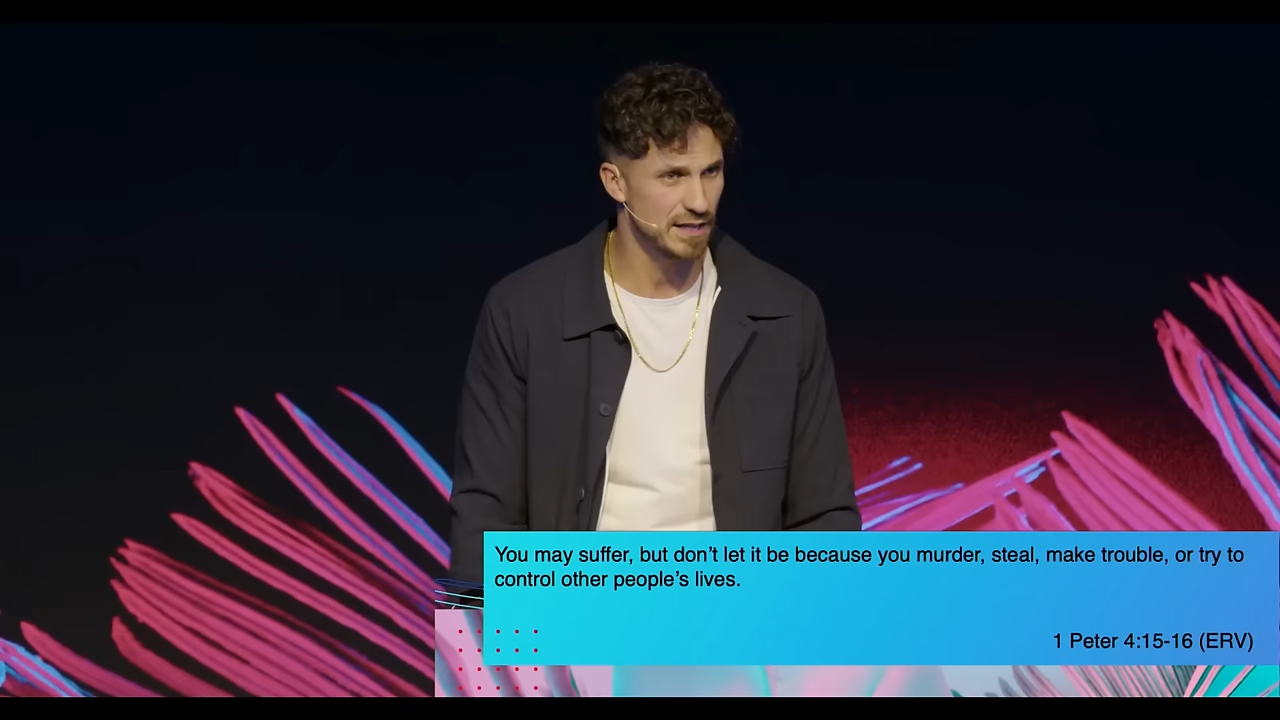 You may suffer, but don’t let it be because you murder, steal, make trouble, or try to
control other people’s lives.
1 Peter 4:15-16 (ERV)